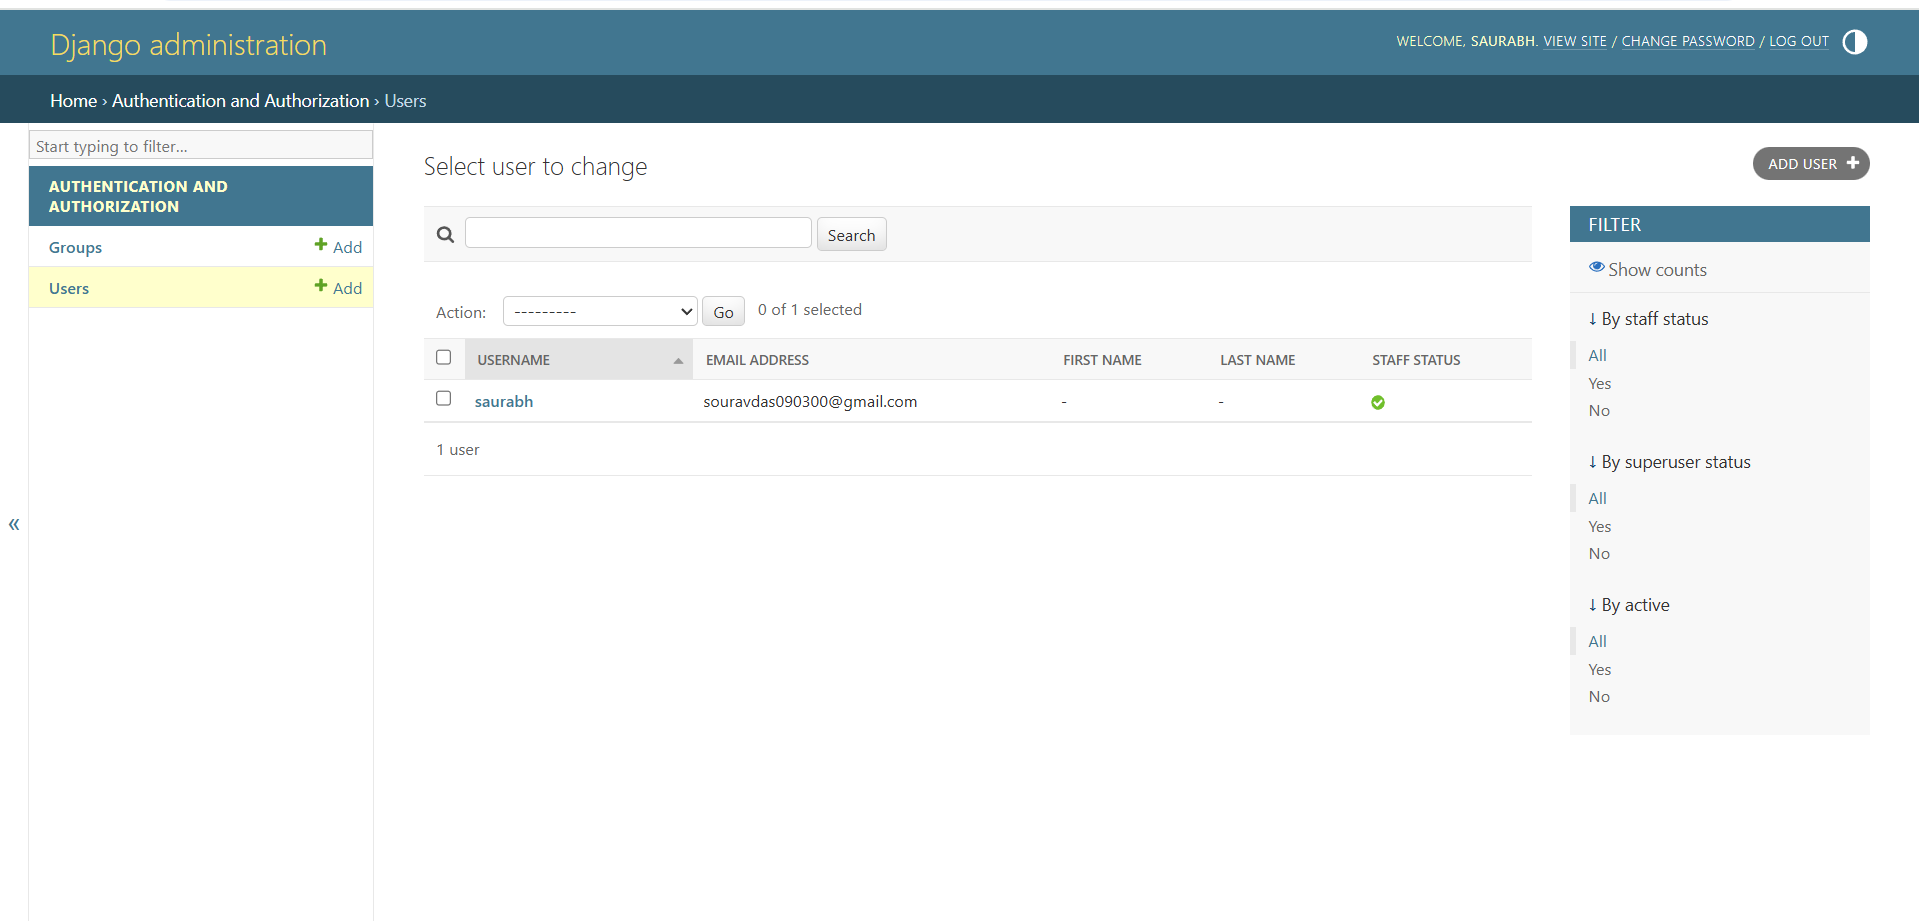 Django administration
WELCOME, SAURABH. VIEW SITE / CHANGE PASSWORD / LOG OUT
Home › Authentication and Authorization › Users
Start typing to filter...
AUTHENTICATION AND
AUTHORIZATION
Groups + Add
Users + Add
«
Select user to change
ADD USER +
Search
Action: --------- Go 0 of 1 selected
USERNAME EMAIL ADDRESS FIRST NAME LAST NAME STAFF STATUS
saurabh souravdas090300@gmail.com - -
1 user
FILTER
Show counts
↓ By staff status
All
Yes
No
↓ By superuser status
All
Yes
No
↓ By active
All
Yes
No